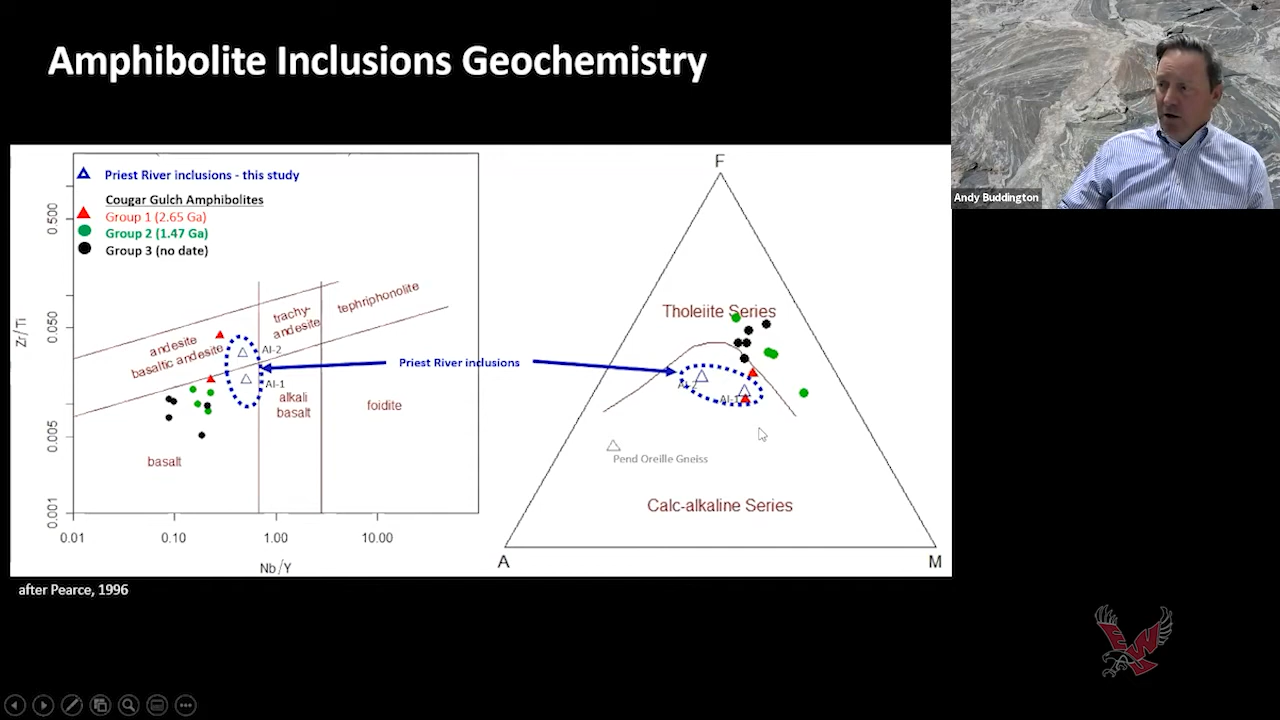 Amphibolite Inclusions Geochemistry
Andy Buddington
Priest River inclusions - this study
Cougar Gulch Amphibolites
Group 1 (2.65 Ga)
Group 2 (1.47 Ga)
Group 3 (no date)
Zr/Ti
0.500
0.050
0.005
0.001
andesite
basaltic andesite
trachy-
andesite
tephriphonolite
AI-2
AI-1
alkali
basalt
foidite
basalt
0.01
0.10
1.00
10.00
Nb/Y
Priest River inclusions
F
Tholeiite Series
AI-1
Pend Oreille Gneiss
Calc-alkaline Series
A
M
after Pearce, 1996
EWU